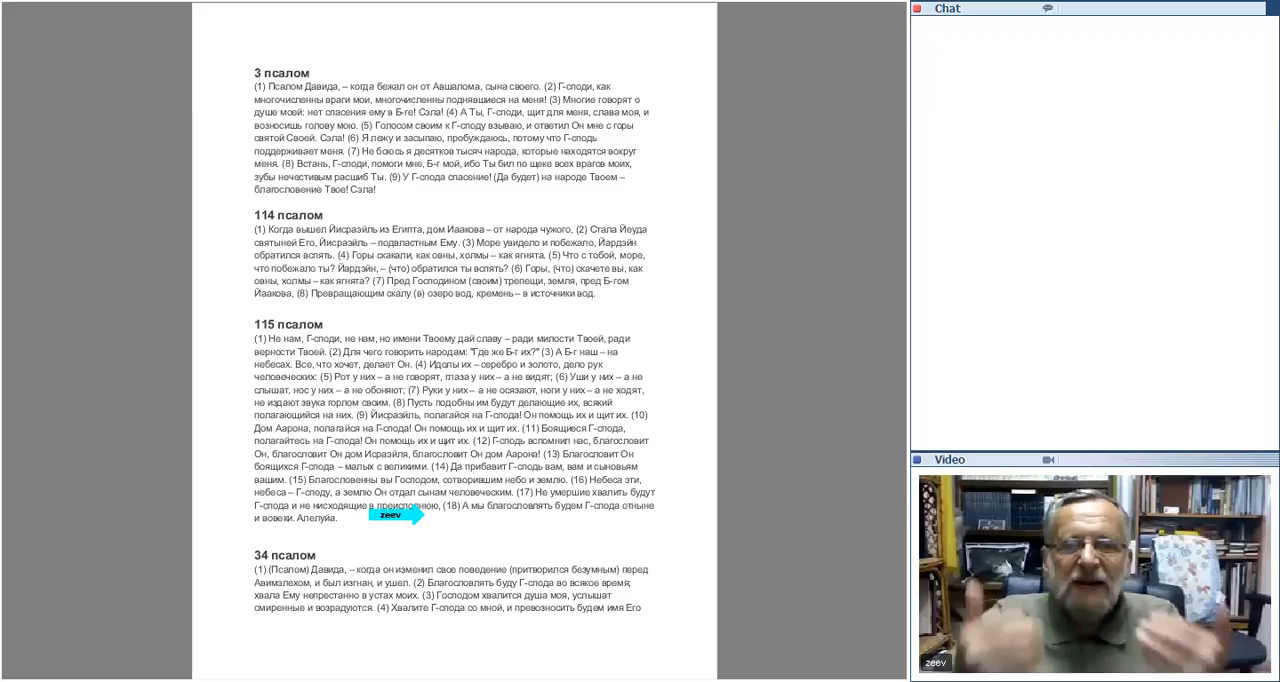 3 псалом
(1) Псалом Давида, – когда бежал он от Авшалома, сына своего. (2) Г-споди, как
многочисленны враги мои, многочисленны поднявшиеся на меня! (3) Многие говорят о
душе моей: нет спасения ему в Б-ге! Сэла! (4) А Ты, Г-споди, щит для меня, слава моя, и
возносишь голову мою. (5) Голосом своим к Г-споду взываю, и ответил Он мне с горы
святой Своей. Сэла! (6) Я лежу и засыпаю, пробуждаюсь, потому что Г-сподь
поддерживает меня. (7) Не боюсь я десятков тысяч народа, которые находятся вокруг
меня. (8) Встань, Г-споди, помоги мне, Б-г мой, ибо Ты бил по щеке всех врагов моих,
зубы нечестивым расшиб Ты. (9) У Г-спода спасение! (Да будет) на народе Твоем –
благословение Твое! Сэла!
114 псалом
(1) Когда вышел Йисраэйль из Египта, дом Иаакова – от народа чужого, (2) Стала Йеуда
святыней Его, Йисраэйль – подвластным Ему. (3) Море увидело и побежало, Йардэйн
обратился вспять. (4) Горы скакали, как овны, холмы – как ягнята. (5) Что с тобой, море,
что побежало ты? Йардэйн, – (что) обратился ты вспять? (6) Горы, (что) скачете вы, как
овны, холмы – как ягнята? (7) Пред Господином (своим) трепещи, земля, пред Б-гом
Йаакова, (8) Превращающим скалу (в) озеро вод, кремень – в источники вод.
115 псалом
(1) Не нам, Г-споди, не нам, но имени Твоему дай славу – ради милости Твоей, ради
верности Твоей. (2) Для чего говорить народам: "Где же Б-г их?" (3) А Б-г наш – на
небесах. Все, что хочет, делает Он. (4) Идолы их – серебро и золото, дело рук
человеческих: (5) Рот у них – а не говорят, глаза у них – а не видят; (6) Уши у них – а не
слышат, нос у них – а не обоняют; (7) Руки у них – а не осязают, ноги у них – а не ходят,
не издают звука горлом своим. (8) Пусть подобны им будут делающие их, всякий
полагающийся на них. (9) Йисраэйль, полагайся на Г-спода! Он помощь их и щит их. (10)
Дом Аарона, полагайся на Г-спода! Он помощь их и щит их. (11) Боящиеся Г-спода,
полагайтесь на Г-спода! Он помощь их и щит их. (12) Г-сподь вспомнил нас, благословит
Он, благословит Он дом Исраэйля, благословит Он дом Аарона! (13) Благословит Он
боящихся Г-спода – малых с великими. (14) Да прибавит Г-сподь вам, вам и сыновьям
вашим. (15) Благословенны вы Господом, сотворившим небо и землю. (16) Небеса эти,
небеса – Г-споду, а землю Он отдал сынам человеческим. (17) Не умершие хвалить будут
Г-спода и не нисходящие в преисподнюю, (18) А мы благословлять будем Г-спода отныне
и вовеки. Алелуйа.
zeev
34 псалом
(1) (Псалом) Давида, – когда он изменил свое поведение (притворился безумным) перед
Авимэлехом, и был изгнан, и ушел. (2) Благословлять буду Г-спода во всякое время;
хвала Ему непрестанно в устах моих. (3) Господом хвалится душа моя, услышат
смиренные и возрадуются. (4) Хвалите Г-спода со мной, и превозносить будем имя Его
Chat
Video
zeev